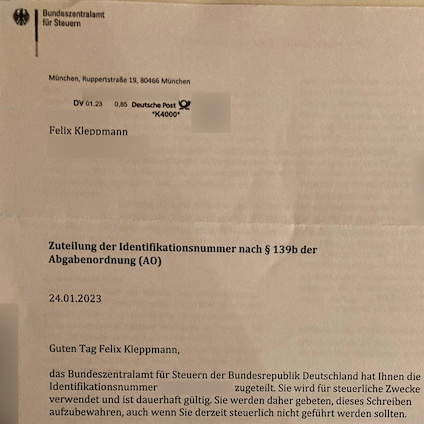 Bundeszentralamt
für Steuern
München, Ruppertstraße 19, 80466 München
DV 01.23 0,85 Deutsche Post
*K4000*
Felix Kleppmann
Zuteilung der Identifikationsnummer nach § 139b der
Abgabenordnung (AO)
24.01.2023
Guten Tag Felix Kleppmann,
das Bundeszentralamt für Steuern der Bundesrepublik Deutschland hat Ihnen die
Identifikationsnummer zugeteilt. Sie wird für steuerliche Zwecke
verwendet und ist dauerhaft gültig. Sie werden daher gebeten, dieses Schreiben
aufzubewahren, auch wenn Sie derzeit steuerlich nicht geführt werden sollten.